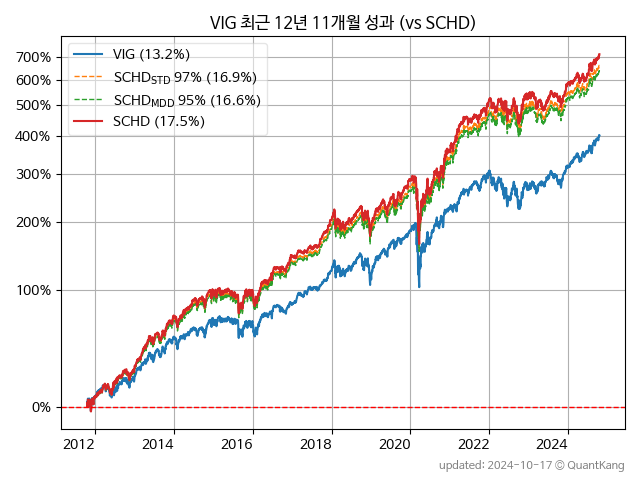 VIG 최근 12년 11개월 성과 (vs SCHD)
VIG (13.2%)
SCHD_STD 97% (16.9%)
SCHD_MDD 95% (16.6%)
SCHD (17.5%)
700%
600%
500%
400%
300%
200%
100%
0%
2012 2014 2016 2018 2020 2022 2024
updated: 2024-10-17 © QuantKang